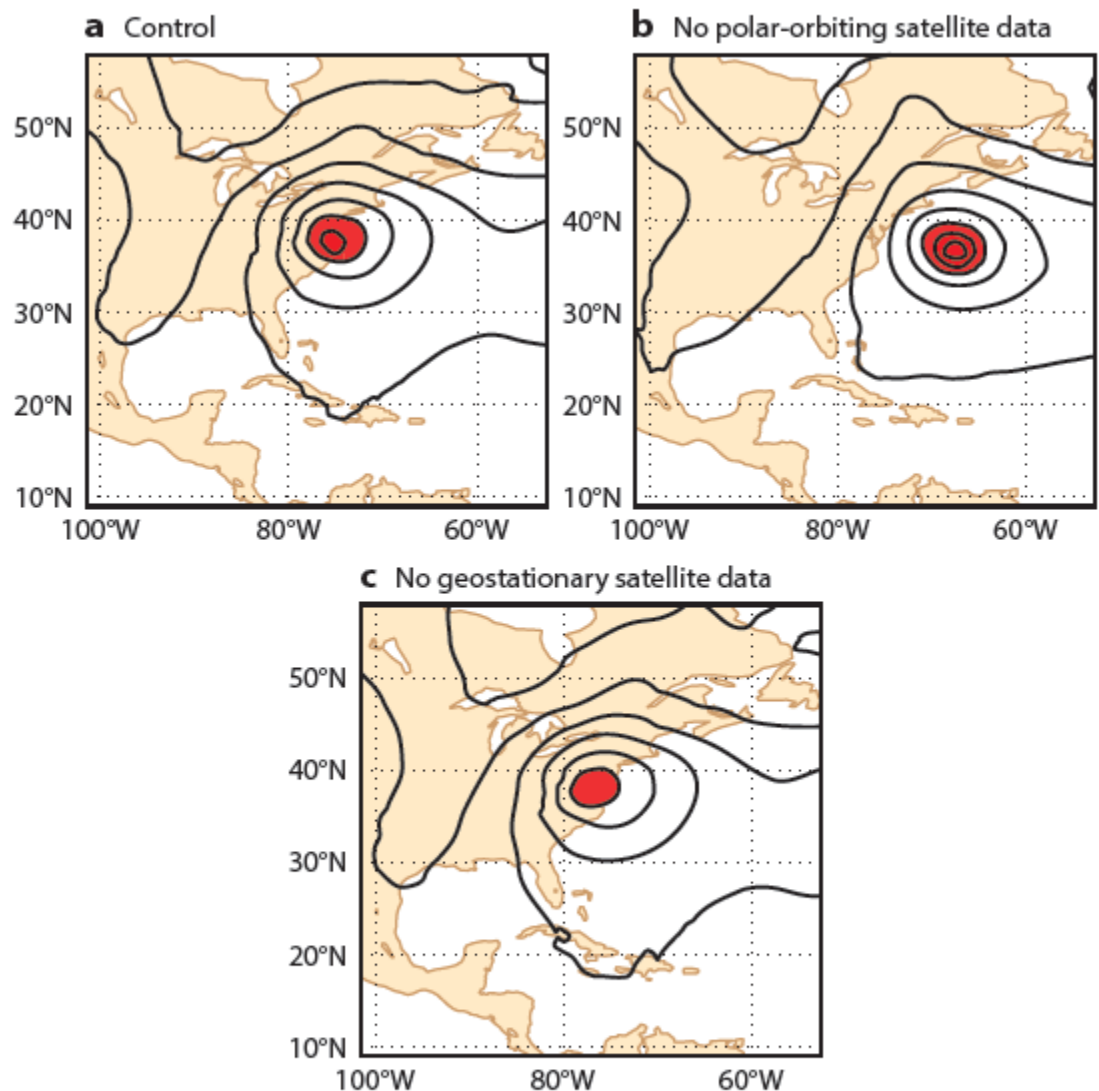 a Control
b No polar-orbiting satellite data
50°N
40°N
30°N
20°N
10°N
100°W 80°W 60°W
50°N
40°N
30°N
20°N
10°N
100°W 80°W 60°W
c No geostationary satellite data
50°N
40°N
30°N
20°N
10°N
100°W 80°W 60°W